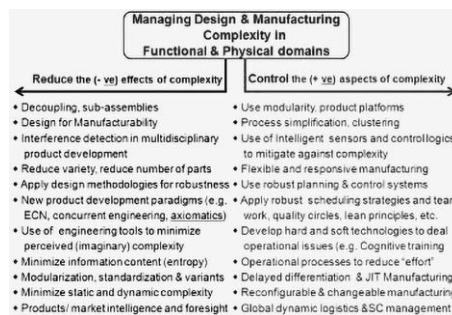 Managing Design & Manufacturing
Complexity in
Functional & Physical domains
Reduce the (- ve) effects of complexity
• Decoupling, sub-assemblies
• Design for Manufacturability
• Interference detection in multidisciplinary
product development
• Reduce variety, reduce number of parts
• Apply design methodologies for robustness
• New product development paradigms (e.g.
ECN, concurrent engineering, axiomatics)
• Use of engineering tools to minimize
perceived (imaginary) complexity
• Minimize information content (entropy)
• Modularization, standardization & variants
• Minimize static and dynamic complexity
• Products/ market intelligence and foresight
Control the (+ ve) aspects of complexity
• Use modularity, product platforms
• Process simplification, clustering
• Use of Intelligent sensors and control logics
to mitigate against complexity
• Flexible and responsive manufacturing
• Use robust planning & control systems
• Apply robust scheduling strategies and team
work, quality circles, lean principles, etc.
• Develop hard and soft technologies to deal
operational issues (e.g. Cognitive training
• Operational processes to reduce "effort"
• Delayed differentiation & JIT Manufacturing
• Reconfigurable & changeable manufacturing
• Global dynamic logistics &SC management